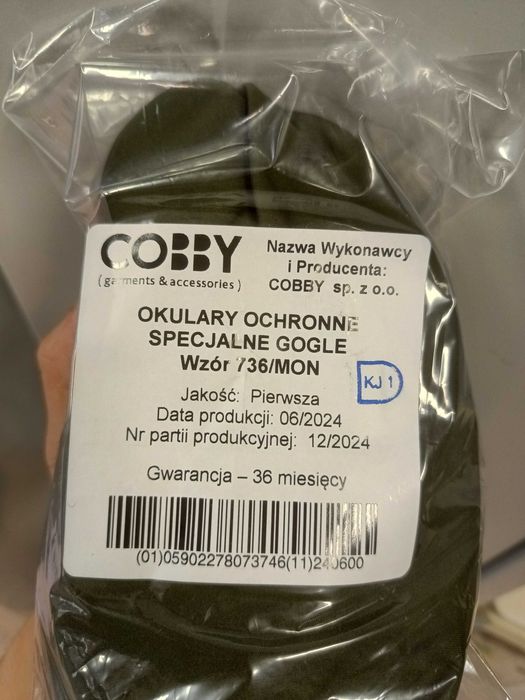 COBBY
( garments & accessories )
Nazwa Wykonawcy
i Producenta:
COBBY sp. z o.o.
OKULARY OCHRONNE
SPECJALNE GOGLE
Wzór 736/MON
KJ 1
Jakość: Pierwsza
Data produkcji: 06/2024
Nr partii produkcyjnej: 12/2024
Gwarancja – 36 miesięcy
(01)05902278073746(11)240600